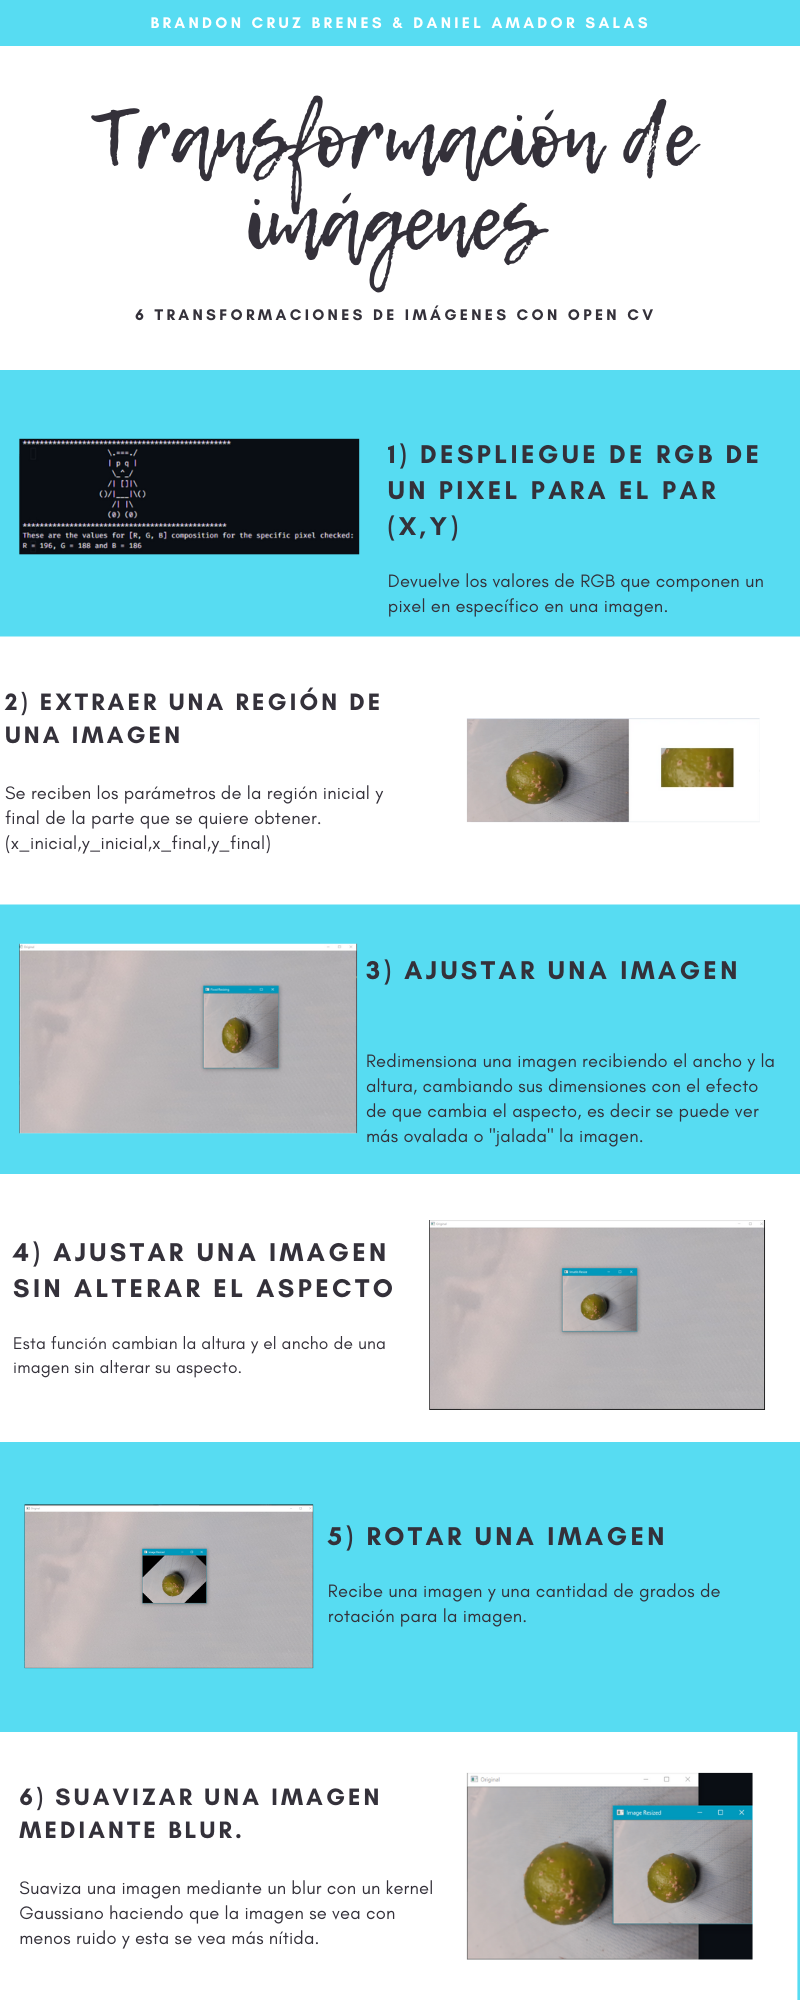 BRANDON CRUZ BRENES & DANIEL AMADOR SALAS
Transformación de
imágenes
6 TRANSFORMACIONES DE IMÁGENES CON OPEN CV
**************************************************
\.===./
| p q |
\_^_/
/| []|\
()/|___|\()
/| |\
(0) (0)
*************************************************
These are the values for [R, G, B] composition for the specific pixel checked:
R = 196, G = 188 and B = 186
1) DESPLIEGUE DE RGB DE
UN PIXEL PARA EL PAR
(X,Y)
Devuelve los valores de RGB que componen un
pixel en específico en una imagen.
2) EXTRAER UNA REGIÓN DE
UNA IMAGEN
Se reciben los parámetros de la región inicial y
final de la parte que se quiere obtener.
(x_inicial,y_inicial,x_final,y_final)
Original
3) AJUSTAR UNA IMAGEN
Redimensiona una imagen recibiendo el ancho y la
altura, cambiando sus dimensiones con el efecto
de que cambia el aspecto, es decir se puede ver
más ovalada o "jalada" la imagen.
4) AJUSTAR UNA IMAGEN
SIN ALTERAR EL ASPECTO
Esta función cambian la altura y el ancho de una
imagen sin alterar su aspecto.
Original
Original
Image Resized
5) ROTAR UNA IMAGEN
Recibe una imagen y una cantidad de grados de
rotación para la imagen.
6) SUAVIZAR UNA IMAGEN
MEDIANTE BLUR.
Suaviza una imagen mediante un blur con un kernel
Gaussiano haciendo que la imagen se vea con
menos ruido y esta se vea más nítida.
Original
Image Resized